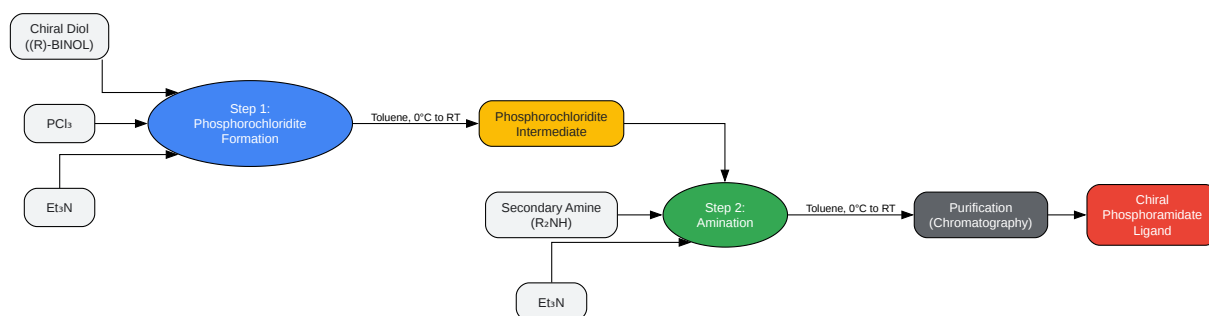 Chiral Diol
((R)-BINOL)
PCl₃
Et₃N
Step 1:
Phosphorochloridite
Formation
Toluene, 0°C to RT
Phosphorochloridite
Intermediate
Secondary Amine
(R₂NH)
Et₃N
Step 2:
Amination
Toluene, 0°C to RT
Purification
(Chromatography)
Chiral
Phosphoramidate
Ligand